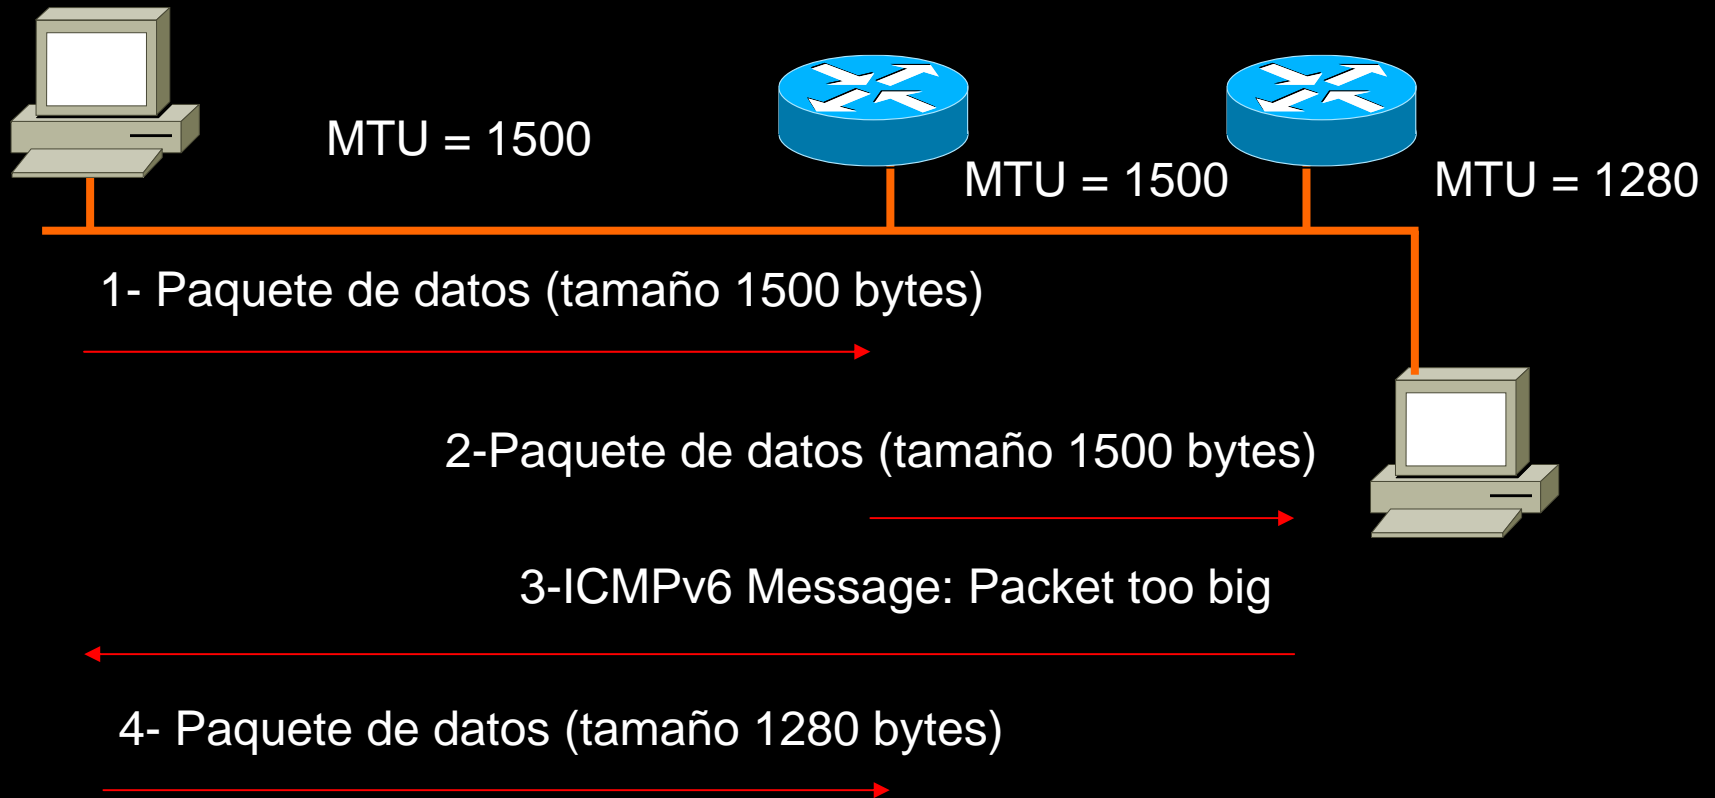 MTU = 1500
MTU = 1500
MTU = 1280
1- Paquete de datos (tamaño 1500 bytes)
2-Paquete de datos (tamaño 1500 bytes)
3-ICMPv6 Message: Packet too big
4- Paquete de datos (tamaño 1280 bytes)